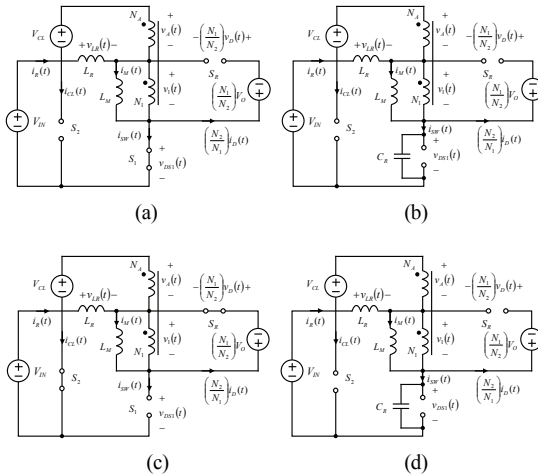 N_A
+
v_A(t)
−
V_CL
+v_LR(t)−
−(N_1/N_2)v_D(t)+
i_R(t)
L_R
i_M(t)
S_R
i_CL(t)
L_M
N_1
+
v_1(t)
−
(N_1/N_2)V_O
V_IN
S_2
i_SW(t)
(N_2/N_1)i_D(t)
S_1
+
v_DS1(t)
−
(a)
N_A
+
v_A(t)
−
V_CL
+v_LR(t)−
−(N_1/N_2)v_D(t)+
i_R(t)
L_R
i_M(t)
S_R
i_CL(t)
L_M
N_1
+
v_1(t)
−
(N_1/N_2)V_O
V_IN
S_2
i_SW(t)
(N_2/N_1)i_D(t)
C_R
+
v_DS1(t)
−
(b)
N_A
+
v_A(t)
−
V_CL
+v_LR(t)−
−(N_1/N_2)v_D(t)+
i_R(t)
L_R
i_M(t)
S_R
i_CL(t)
L_M
N_1
+
v_1(t)
−
(N_1/N_2)V_O
V_IN
S_2
i_SW(t)
(N_2/N_1)i_D(t)
S_1
+
v_DS1(t)
−
(c)
N_A
+
v_A(t)
−
V_CL
+v_LR(t)−
−(N_1/N_2)v_D(t)+
i_R(t)
L_R
i_M(t)
S_R
i_CL(t)
L_M
N_1
+
v_1(t)
−
(N_1/N_2)V_O
V_IN
S_2
i_SW(t)
(N_2/N_1)i_D(t)
C_R
+
v_DS1(t)
−
(d)